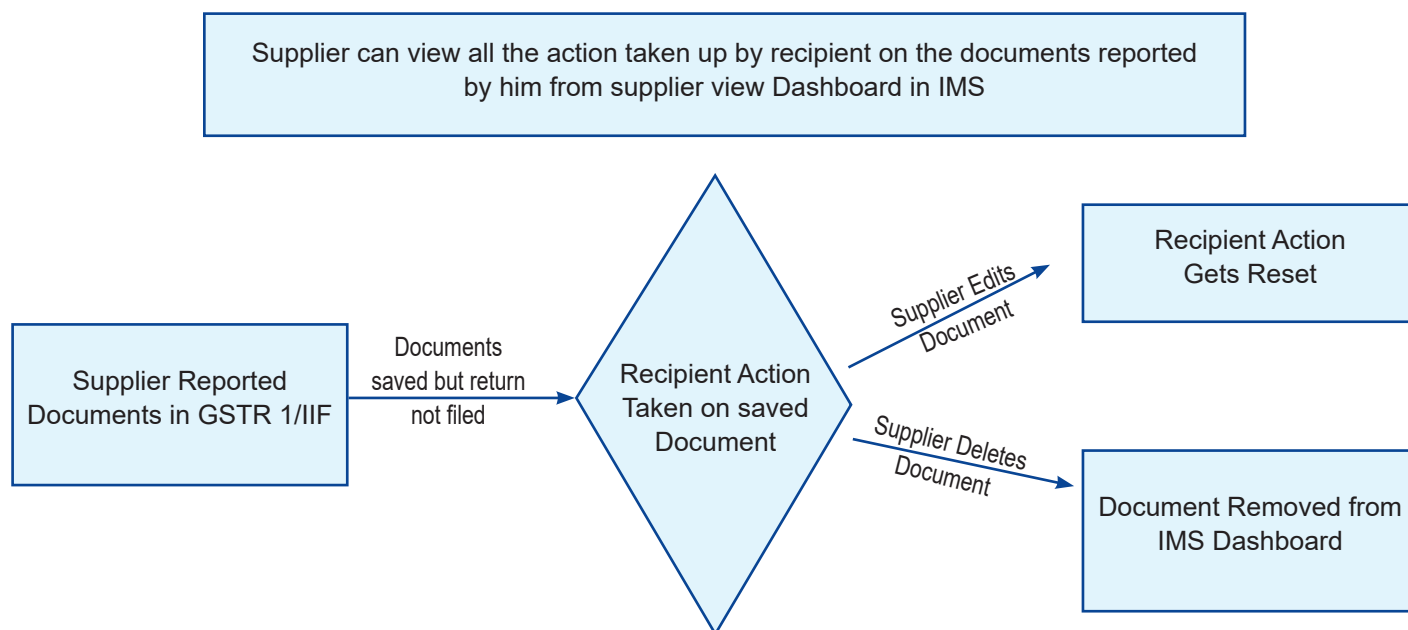 Supplier can view all the action taken up by recipient on the documents reported
by him from supplier view Dashboard in IMS
Supplier Reported
Documents in GSTR 1/IIF
Documents
saved but return
not filed
Recipient Action
Taken on saved
Document
Supplier Edits
Document
Recipient Action
Gets Reset
Supplier Deletes
Document
Document Removed from
IMS Dashboard